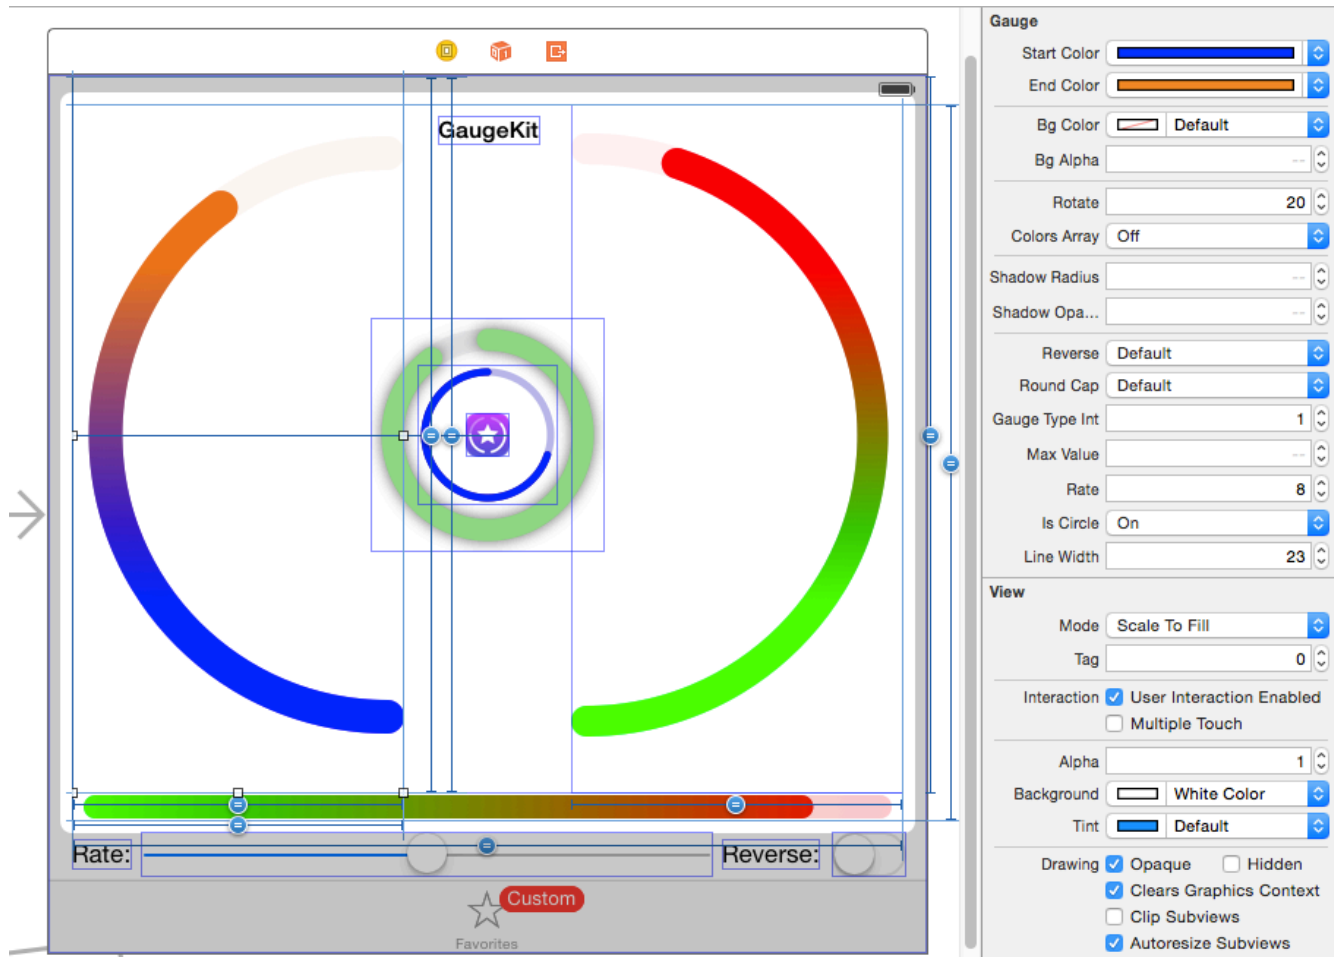 GaugeKit
Rate:
Reverse:
Custom
Favorites
Gauge
Start Color
End Color
Bg Color Default
Bg Alpha --
Rotate 20
Colors Array Off
Shadow Radius --
Shadow Opa... --
Reverse Default
Round Cap Default
Gauge Type Int 1
Max Value --
Rate 8
Is Circle On
Line Width 23
View
Mode Scale To Fill
Tag 0
Interaction User Interaction Enabled
Multiple Touch
Alpha 1
Background White Color
Tint Default
Drawing Opaque Hidden
Clears Graphics Context
Clip Subviews
Autoresize Subviews